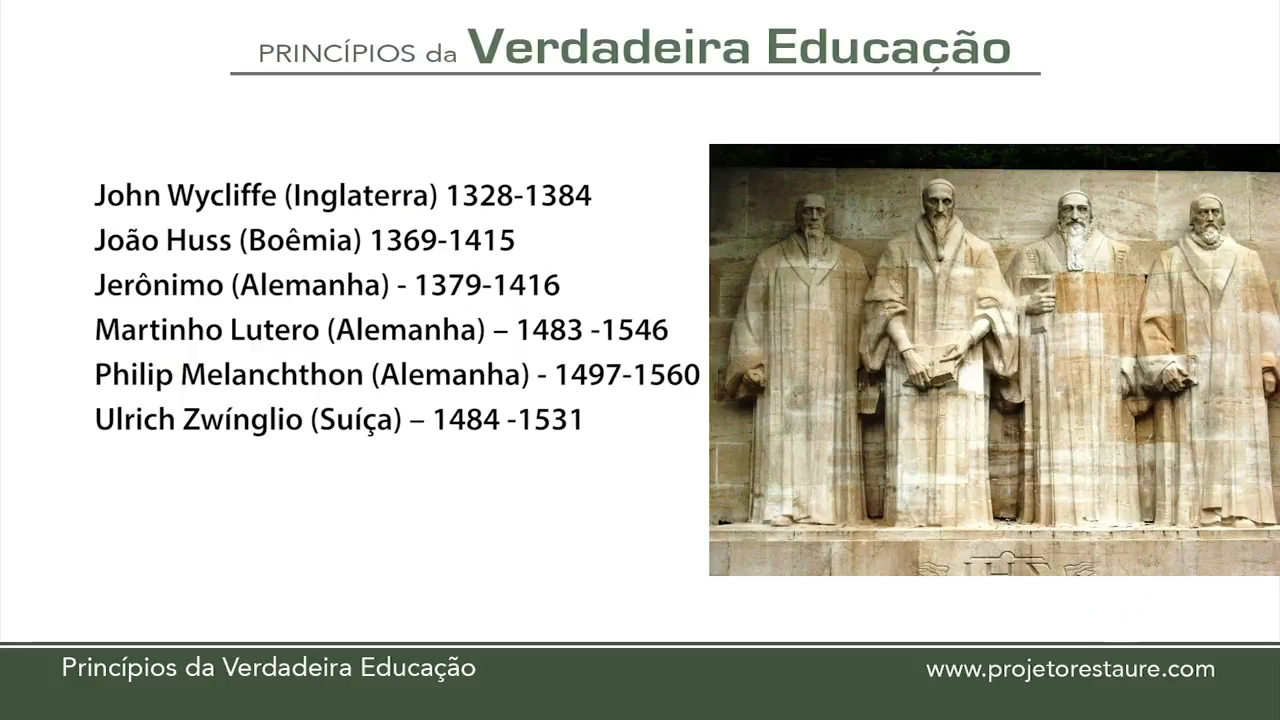 PRINCÍPIOS da Verdadeira Educação
John Wycliffe (Inglaterra) 1328-1384
João Huss (Boêmia) 1369-1415
Jerônimo (Alemanha) - 1379-1416
Martinho Lutero (Alemanha) – 1483 -1546
Philip Melanchthon (Alemanha) - 1497-1560
Ulrich Zwínglio (Suíça) – 1484 -1531
ΙΗΣ
Princípios da Verdadeira Educação
www.projetorestaure.com